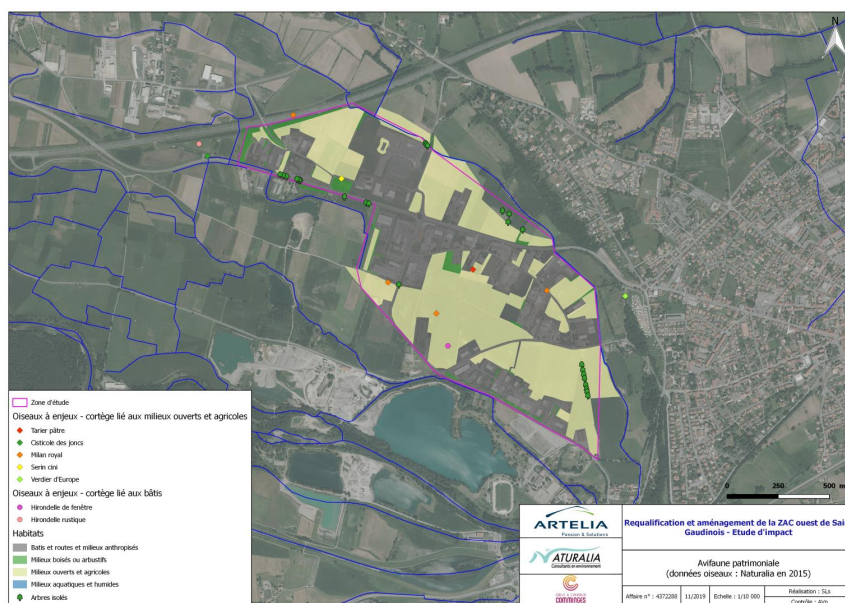 N
0 250 500 m
Zone d'étude
Oiseaux à enjeux - cortège lié aux milieux ouverts et agricoles
Tarier pâtre
Cisticole des joncs
Milan royal
Serin cini
Verdier d'Europe
Oiseaux à enjeux - cortège lié aux bâtis
Hirondelle de fenêtre
Hirondelle rustique
Habitats
Batis et routes et milieux anthropisés
Milieux boisés ou arbustifs
Milieux ouverts et agricoles
Milieux aquatiques et humides
Arbres isolés
ARTELIA
Passion & Solutions
NATURALIA
Consultants en environnement
COMMINGES
Requalification et aménagement de la ZAC ouest de Sai
Gaudinois - Etude d'impact
Avifaune patrimoniale
(données oiseaux : Naturalia en 2015)
Affaire n° : 4372208
11/2019
Echelle : 1/10 000
Réalisation : SLs
Contrôle : AVn